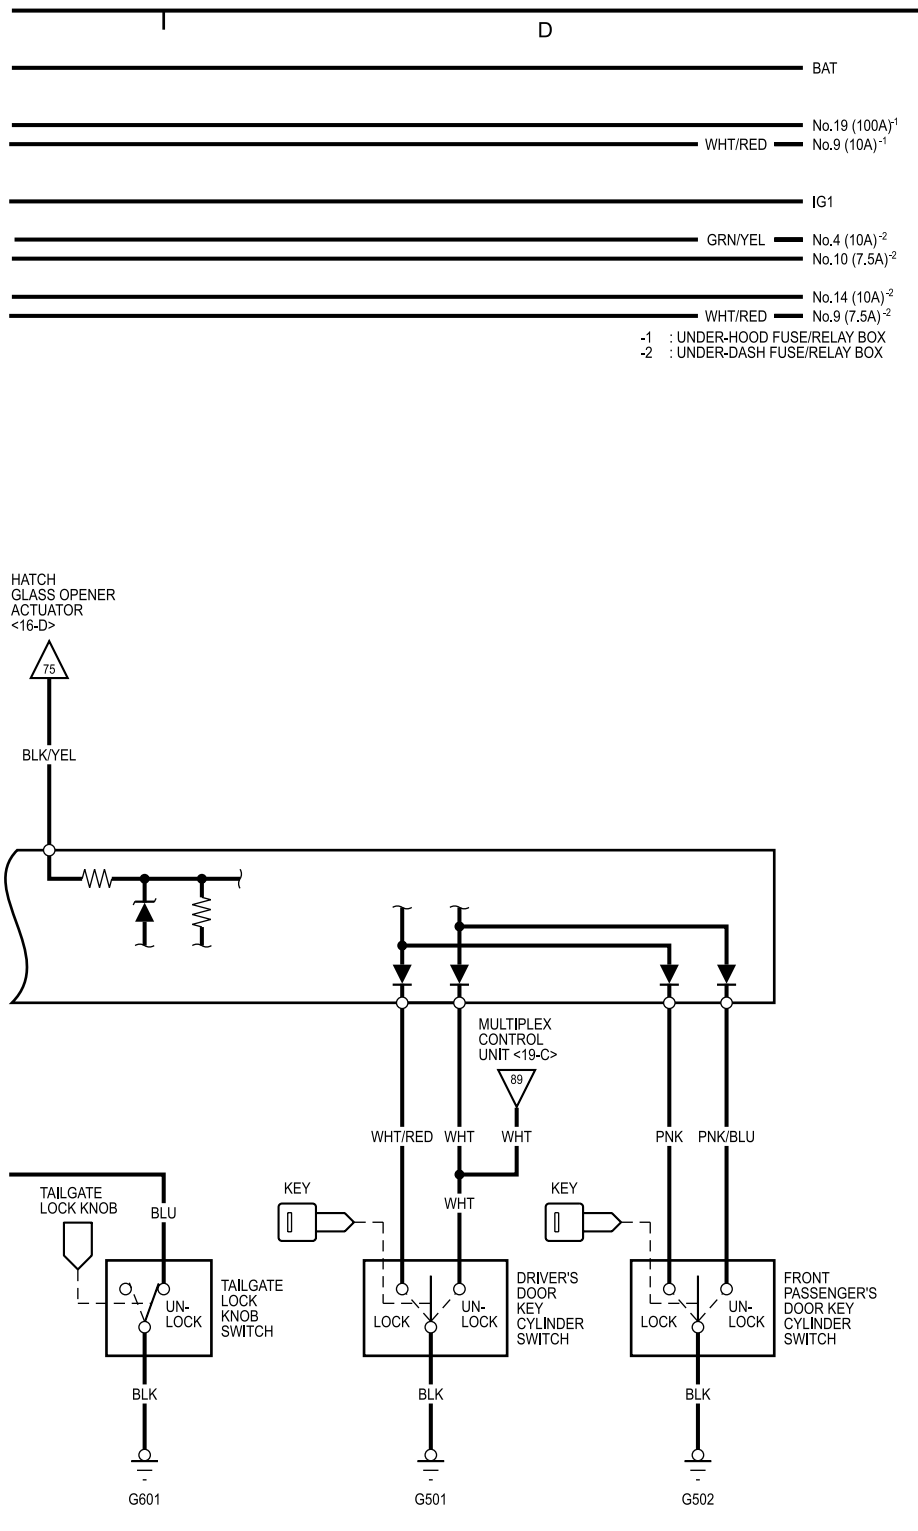 D
BAT
No.19 (100A)-1
WHT/RED No.9 (10A)-1
IG1
GRN/YEL No.4 (10A)-2
No.10 (7.5A)-2
No.14 (10A)-2
WHT/RED No.9 (7.5A)-2
-1 : UNDER-HOOD FUSE/RELAY BOX
-2 : UNDER-DASH FUSE/RELAY BOX
HATCH
GLASS OPENER
ACTUATOR
<16-D>
75
BLK/YEL
MULTIPLEX
CONTROL
UNIT <19-C>
89
WHT/RED WHT WHT PNK PNK/BLU
TAILGATE
LOCK KNOB
BLU
KEY
WHT
KEY
UN-
LOCK
TAILGATE
LOCK
KNOB
SWITCH
LOCK
UN-
LOCK
DRIVER'S
DOOR
KEY
CYLINDER
SWITCH
LOCK
UN-
LOCK
FRONT
PASSENGER'S
DOOR KEY
CYLINDER
SWITCH
BLK BLK BLK
G601 G501 G502